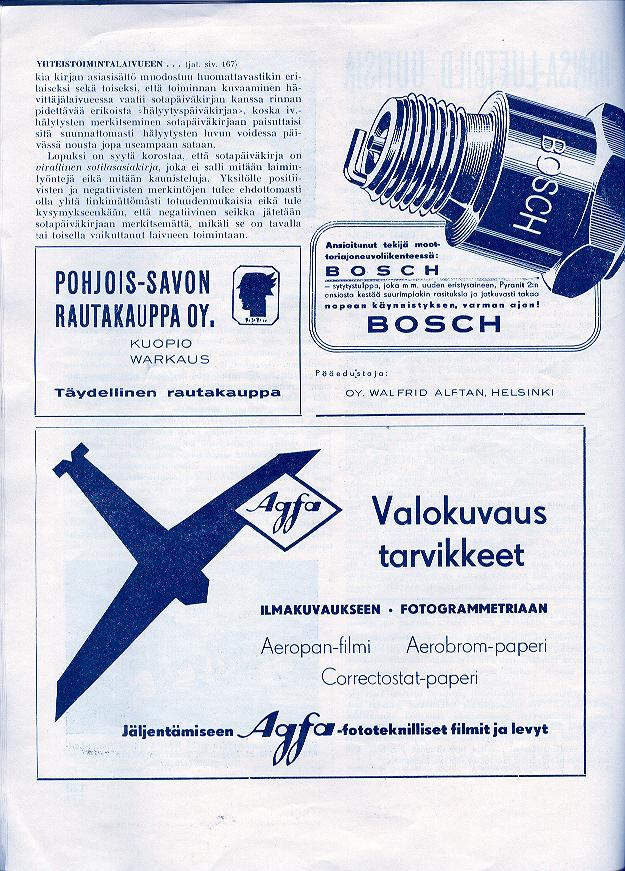 YHTEISTOIMINTALAIVUEEN . . . (jat. siv. 167)
kia kirjan asiasisältö muodostuu huomattavastikin eri-
laiseksi sekä toiseksi, että toiminnan kuvaaminen hä-
vittäjälaivueessa vaatii sotapäiväkirjan kanssa rinnan
pidettävää erikoista »hälyytyspäiväkirjaa», koska iv.-
hälytysten merkitseminen sotapäiväkirjaan paisuttaisi
sitä suunnattomasti hälyytysten luvun voidessa päi-
vässä nousta jopa useampaan sataan.
Lopuksi on syytä korostaa, että sotapäiväkirja on
virallinen sotilasasiakirja, joka ei salli mitään laimin-
lyöntejä eikä mitään kaunisteluja. Yksilölle positii-
visten ja negatiivisten merkintöjen tulee ehdottomasti
olla yhtä tinkimättömästi totuudenmukaisia eikä tule
kysymykseenkään, että negatiivinen seikka jätetään
sotapäiväkirjaan merkitsemättä, mikäli se on tavalla
tai toisella vaikuttanut laivueen toimintaan.
BOSCH
Ansioitunut tekijä moot-
toriajoneuvoliikenteessä:
BOSCH
– sytytystulppa, joka m.m. uuden eristysaineen, Pyranit 2:n
ansiosta kestää suurimpiakin rasituksia ja jatkuvasti takaa
nopean käynnistyksen, varman ajon!
BOSCH
Pääedustaja:
OY. WALFRID ALFTAN, HELSINKI
POHJOIS-SAVON
RAUTAKAUPPA OY.
KUOPIO
WARKAUS
Täydellinen rautakauppa
Agfa
Valokuvaus
tarvikkeet
ILMAKUVAUKSEEN • FOTOGRAMMETRIAAN
Aeropan-filmi Aerobrom-paperi
Correctostat-paperi
Jäljentämiseen Agfa-fototeknilliset filmit ja levyt